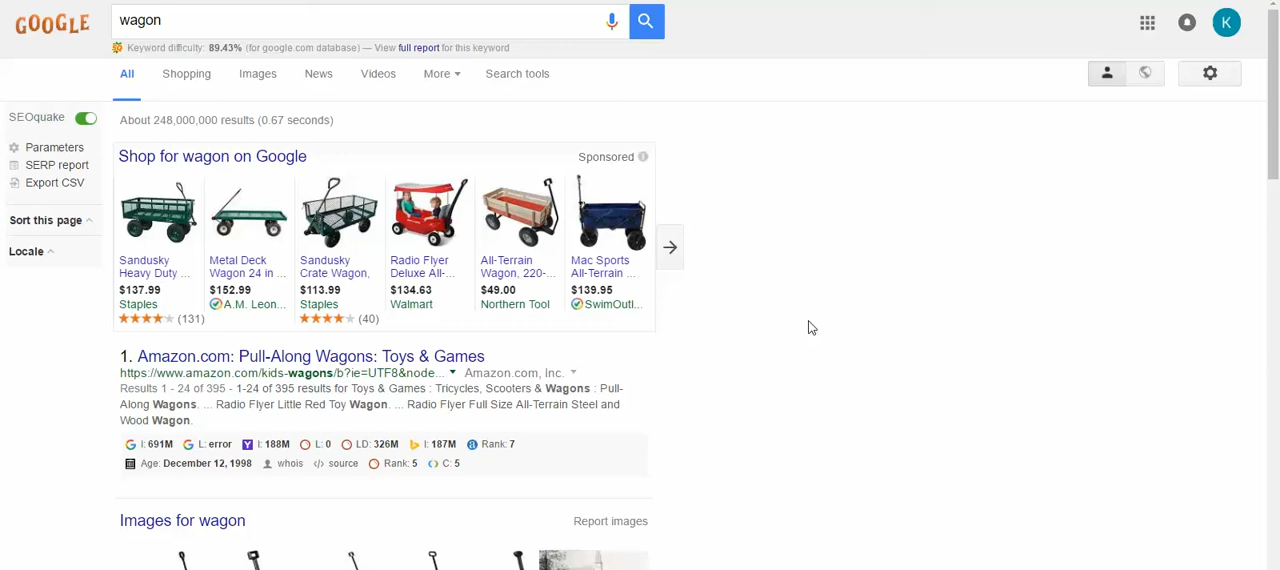 GOOGLE
wagon
K
Keyword difficulty: 89.43% (for google.com database) — View full report for this keyword
All Shopping Images News Videos More Search tools
SEOquake
Parameters
SERP report
Export CSV
Sort this page
Locale
About 248,000,000 results (0.67 seconds)
Shop for wagon on Google
Sponsored
Sandusky
Heavy Duty ...
$137.99
Staples
(131)
Metal Deck
Wagon 24 in ...
$152.99
A.M. Leon...
Sandusky
Crate Wagon,
$113.99
Staples
(40)
Radio Flyer
Deluxe All-...
$134.63
Walmart
All-Terrain
Wagon, 220-...
$49.00
Northern Tool
Mac Sports
All-Terrain ...
$139.95
SwimOutl...
1. Amazon.com: Pull-Along Wagons: Toys & Games
https://www.amazon.com/kids-wagons/b?ie=UTF8&node... Amazon.com, Inc.
Results 1 - 24 of 395 - 1-24 of 395 results for Toys & Games : Tricycles, Scooters & Wagons : Pull-
Along Wagons. ... Radio Flyer Little Red Toy Wagon. ... Radio Flyer Full Size All-Terrain Steel and
Wood Wagon.
I: 691M L: error I: 188M L: 0 LD: 326M I: 187M Rank: 7
Age: December 12, 1998 whois source Rank: 5 C: 5
Images for wagon
Report images